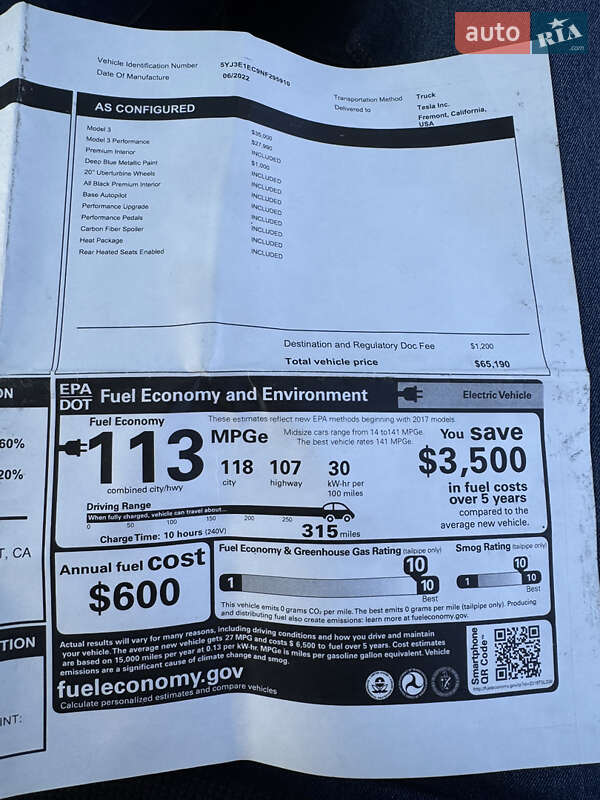 auto RIA .com
Vehicle Identification Number 5YJ3E1EC9NF295910
Date Of Manufacture 06/2022
Transportation Method Truck
Delivered to Tesla Inc.
Fremont, California,
USA
AS CONFIGURED
Model 3 $35,000
Model 3 Performance $27,990
Premium Interior INCLUDED
Deep Blue Metallic Paint $1,000
20" Uberturbine Wheels INCLUDED
All Black Premium Interior INCLUDED
Base Autopilot INCLUDED
Performance Upgrade INCLUDED
Performance Pedals INCLUDED
Carbon Fiber Spoiler INCLUDED
Heat Package INCLUDED
Rear Heated Seats Enabled INCLUDED
Destination and Regulatory Doc Fee $1,200
Total vehicle price $65,190
ON
60%
20%
T, CA
TION
INT:
EPA
DOT
Fuel Economy and Environment
Electric Vehicle
Fuel Economy
These estimates reflect new EPA methods beginning with 2017 models.
Midsize cars range from 14 to 141 MPGe.
The best vehicle rates 141 MPGe.
113 MPGe
combined city/hwy
118 107 30
city highway kW-hr per
100 miles
You save
$3,500
in fuel costs
over 5 years
compared to the
average new vehicle.
Driving Range
When fully charged, vehicle can travel about...
0 50 100 150 200 250 315 miles
Charge Time: 10 hours (240V)
Annual fuel cost
$600
Fuel Economy & Greenhouse Gas Rating (tailpipe only)
10
1 10
Best
Smog Rating (tailpipe only)
10
1 10
Best
This vehicle emits 0 grams CO₂ per mile. The best emits 0 grams per mile (tailpipe only). Producing
and distributing fuel also create emissions: learn more at fueleconomy.gov.
Actual results will vary for many reasons, including driving conditions and how you drive and maintain
your vehicle. The average new vehicle gets 27 MPG and costs $ 6,500 to fuel over 5 years. Cost estimates
are based on 15,000 miles per year at 0.13 per kW-hr. MPGe is miles per gasoline gallon equivalent. Vehicle
emissions are a significant cause of climate change and smog.
fueleconomy.gov
Calculate personalized estimates and compare vehicles
Smartphone
QR Code™